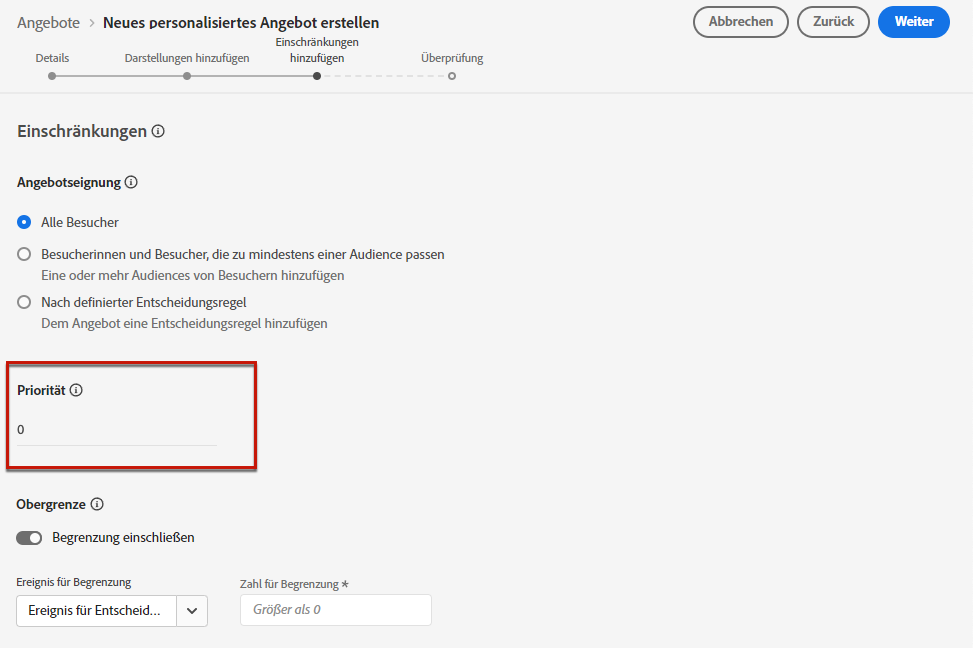 Angebote > Neues personalisiertes Angebot erstellen
Abbrechen
Zurück
Weiter
Details
Darstellungen hinzufügen
Einschränkungen
hinzufügen
Überprüfung
Einschränkungen
Angebotseignung
Alle Besucher
Besucherinnen und Besucher, die zu mindestens einer Audience passen
Eine oder mehr Audiences von Besuchern hinzufügen
Nach definierter Entscheidungsregel
Dem Angebot eine Entscheidungsregel hinzufügen
Priorität
0
Obergrenze
Begrenzung einschließen
Ereignis für Begrenzung
Ereignis für Entscheid...
Zahl für Begrenzung *
Größer als 0